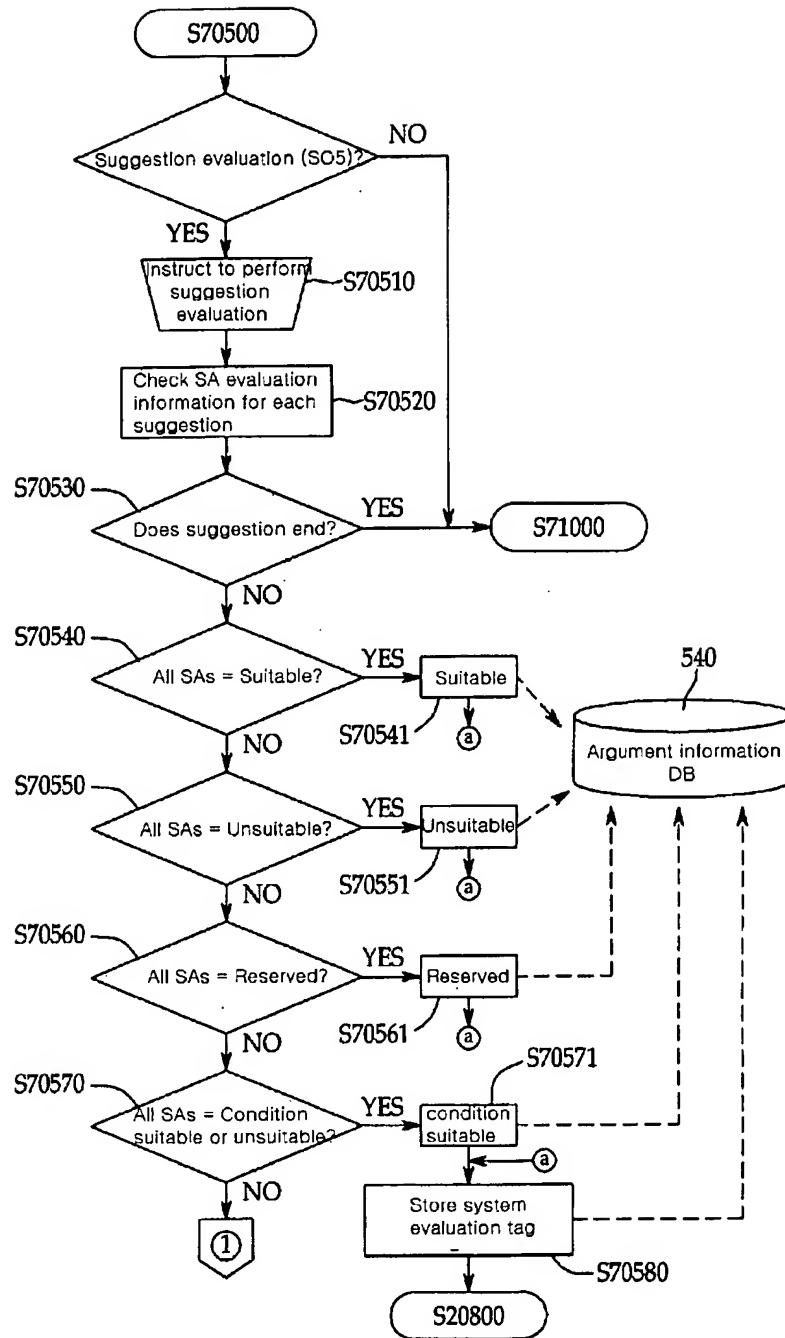 S70500
Suggestion evaluation (SO5)?
NO
YES
Instruct to perform
suggestion
evaluation
S70510
Check SA evaluation
information for each
suggestion
S70520
S70530
Does suggestion end?
YES
S71000
NO
S70540
All SAs = Suitable?
YES
Suitable
S70541
a
540
Argument information
DB
NO
S70550
All SAs = Unsuitable?
YES
Unsuitable
S70551
a
NO
S70560
All SAs = Reserved?
YES
Reserved
S70561
a
NO
S70570
All SAs = Condition
suitable or unsuitable?
YES
S70571
condition
suitable
a
NO
1
Store system
evaluation tag
S70580
S20800